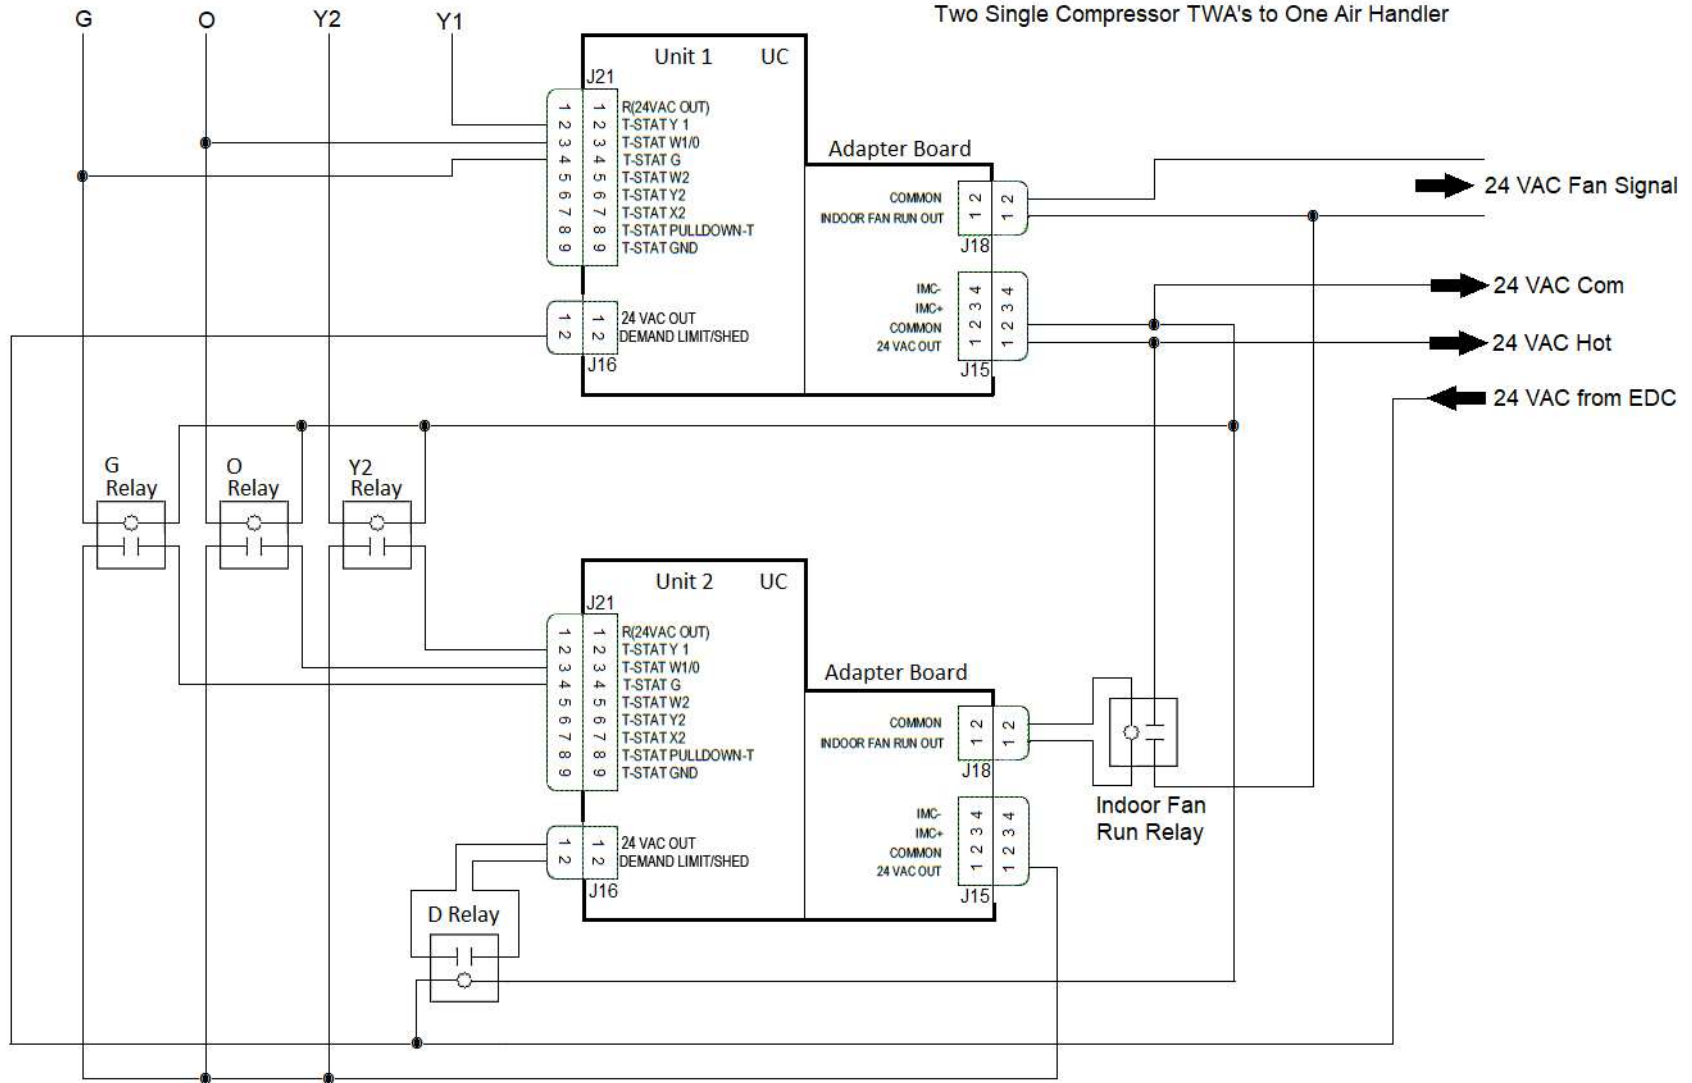 Two Single Compressor TWA's to One Air Handler
G O Y2 Y1
Unit 1 UC
J21
1 1 R(24VAC OUT)
2 2 T-STAT Y 1
3 3 T-STAT W1/0
4 4 T-STAT G
5 5 T-STAT W2
6 6 T-STAT Y2
7 7 T-STAT X2
8 8 T-STAT PULLDOWN-T
9 9 T-STAT GND
1 1 24 VAC OUT
2 2 DEMAND LIMIT/SHED
J16
Adapter Board
COMMON 2 2
INDOOR FAN RUN OUT 1 1
J18
IMC- 4 4
IMC+ 3 3
COMMON 2 2
24 VAC OUT 1 1
J15
24 VAC Fan Signal
24 VAC Com
24 VAC Hot
24 VAC from EDC
G
Relay
O
Relay
Y2
Relay
Unit 2 UC
J21
1 1 R(24VAC OUT)
2 2 T-STAT Y 1
3 3 T-STAT W1/0
4 4 T-STAT G
5 5 T-STAT W2
6 6 T-STAT Y2
7 7 T-STAT X2
8 8 T-STAT PULLDOWN-T
9 9 T-STAT GND
1 1 24 VAC OUT
2 2 DEMAND LIMIT/SHED
J16
Adapter Board
COMMON 2 2
INDOOR FAN RUN OUT 1 1
J18
IMC- 4 4
IMC+ 3 3
COMMON 2 2
24 VAC OUT 1 1
J15
Indoor Fan
Run Relay
D Relay